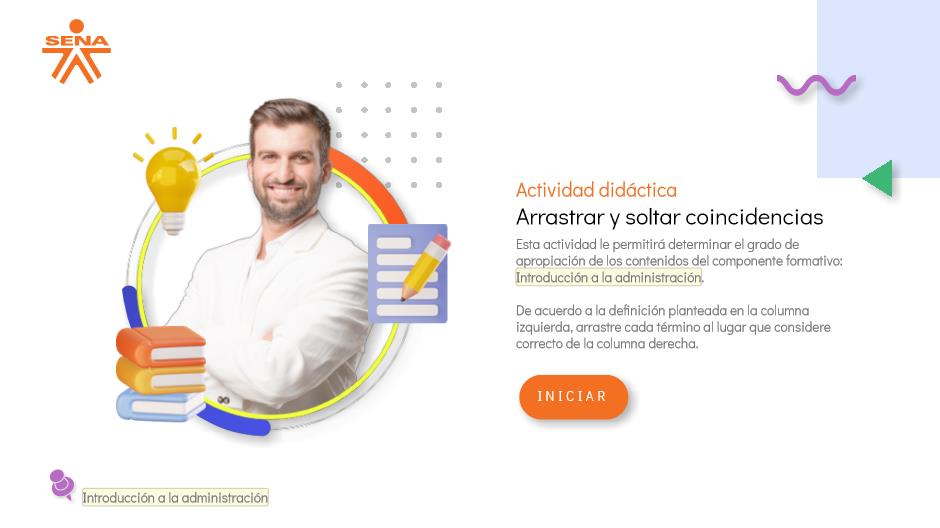 SENA
Actividad didáctica
Arrastrar y soltar coincidencias
Esta actividad le permitirá determinar el grado de
apropiación de los contenidos del componente formativo:
Introducción a la administración.
De acuerdo a la definición planteada en la columna
izquierda, arrastre cada término al lugar que considere
correcto de la columna derecha.
INICIAR
Introducción a la administración